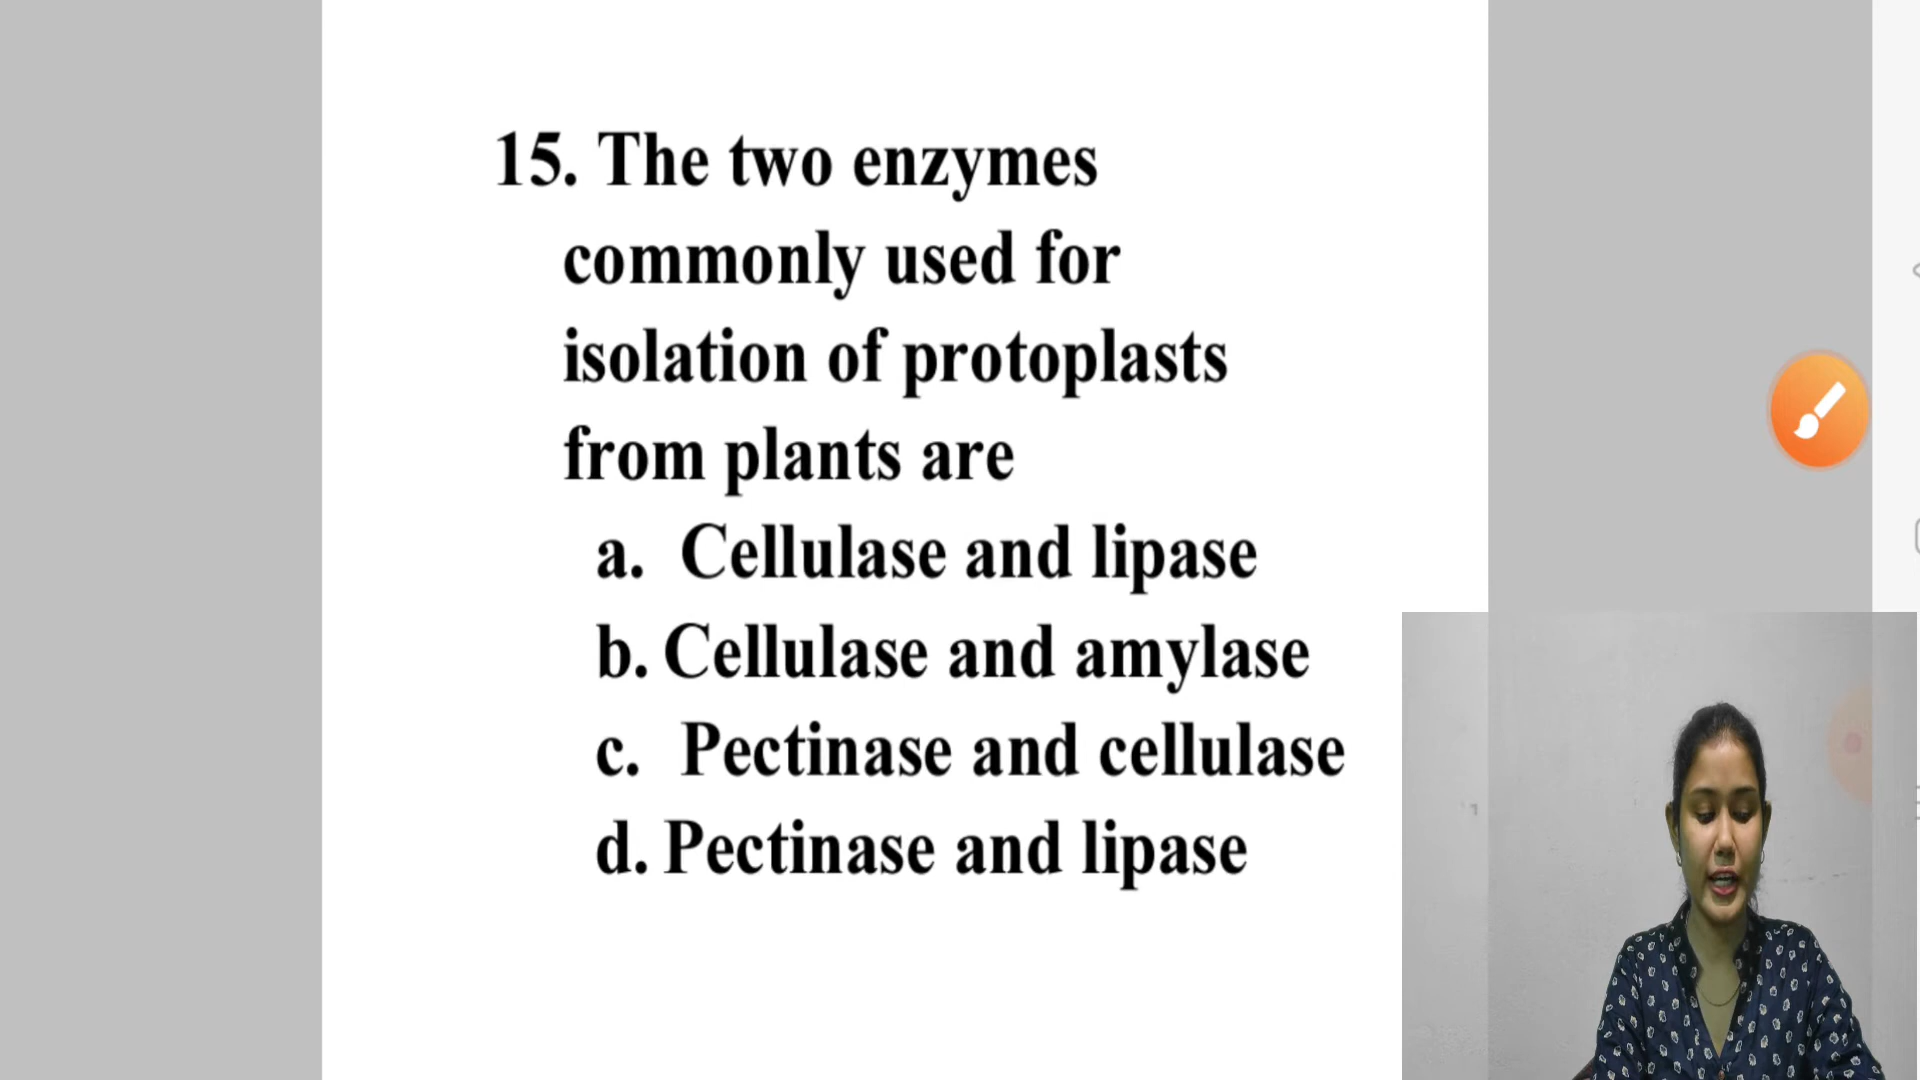 15. The two enzymes
commonly used for
isolation of protoplasts
from plants are
a. Cellulase and lipase
b. Cellulase and amylase
c. Pectinase and cellulase
d. Pectinase and lipase